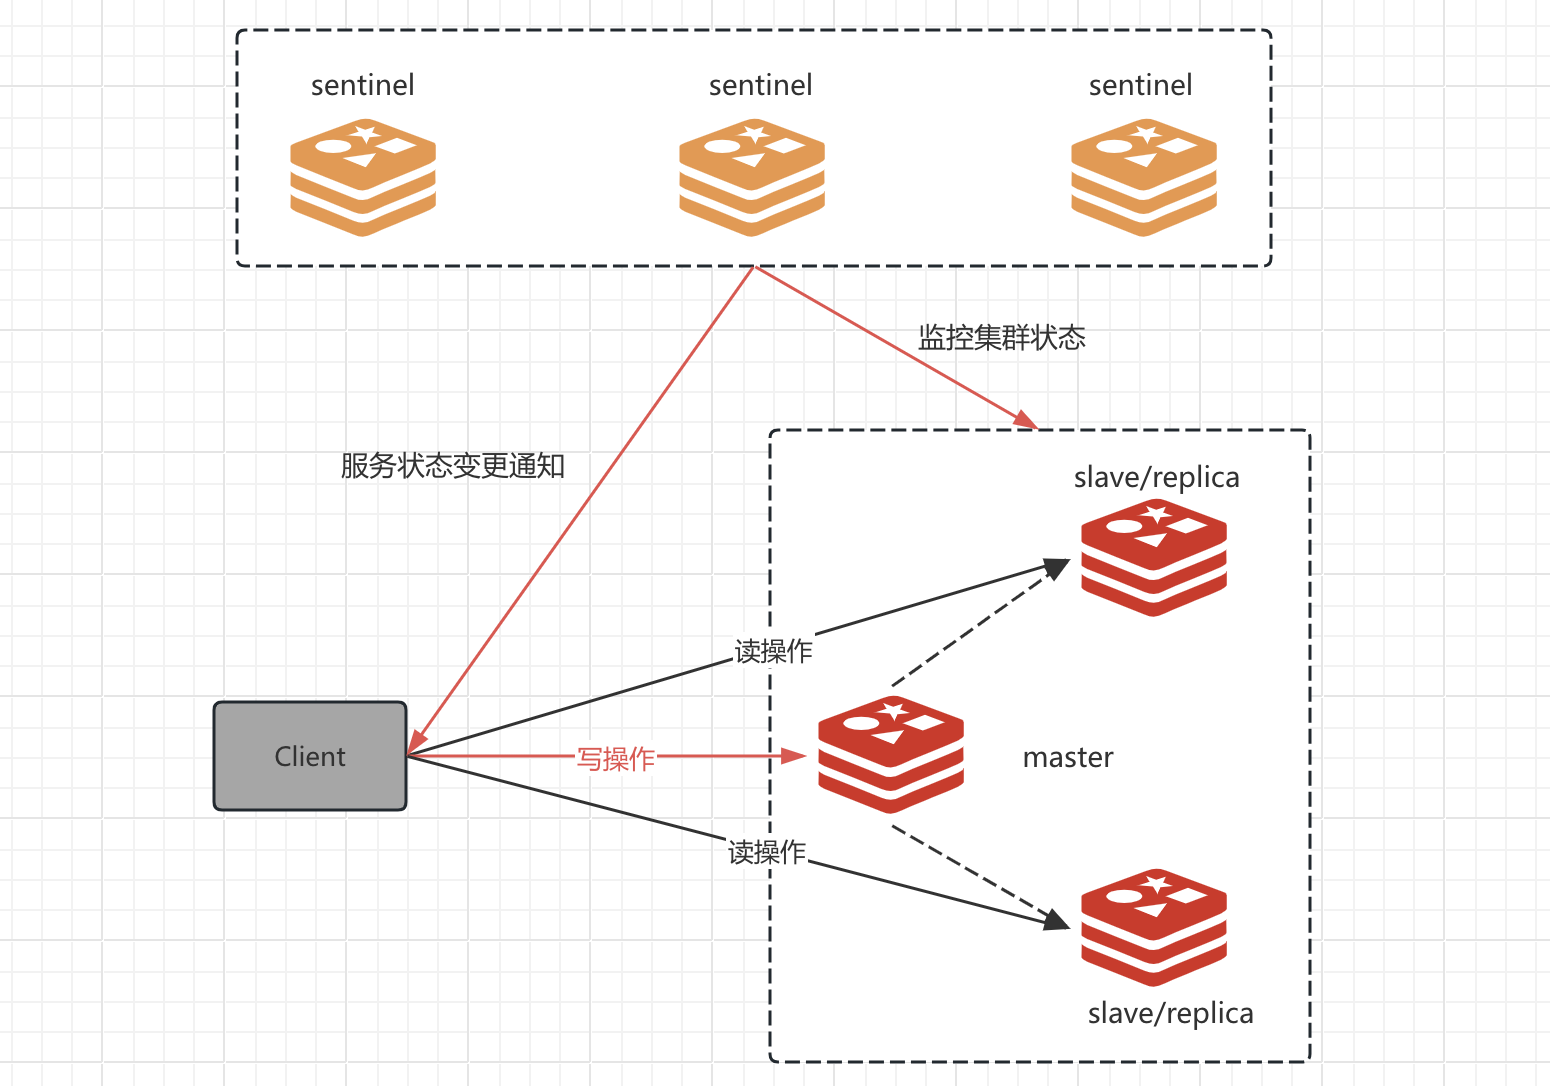 sentinel
sentinel
sentinel
监控集群状态
服务状态变更通知
slave/replica
读操作
Client
写操作
master
读操作
slave/replica